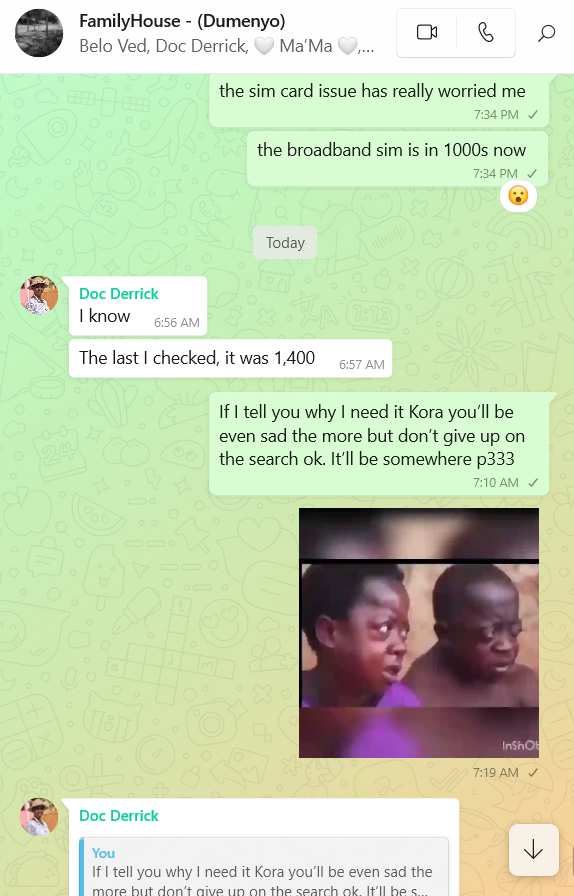 FamilyHouse - (Dumenyo)
Belo Ved, Doc Derrick, 🤍 Ma’Ma 🤍,...
the sim card issue has really worried me
7:34 PM ✓
the broadband sim is in 1000s now
7:34 PM ✓
😮
Today
Doc Derrick
I know
6:56 AM
The last I checked, it was 1,400
6:57 AM
If I tell you why I need it Kora you’ll be
even sad the more but don’t give up on
the search ok. It’ll be somewhere p333
7:10 AM ✓
InShOt
7:19 AM ✓
Doc Derrick
You
If I tell you why I need it Kora you’ll be even sad the
more but don’t give up on the search ok. It’ll be s...